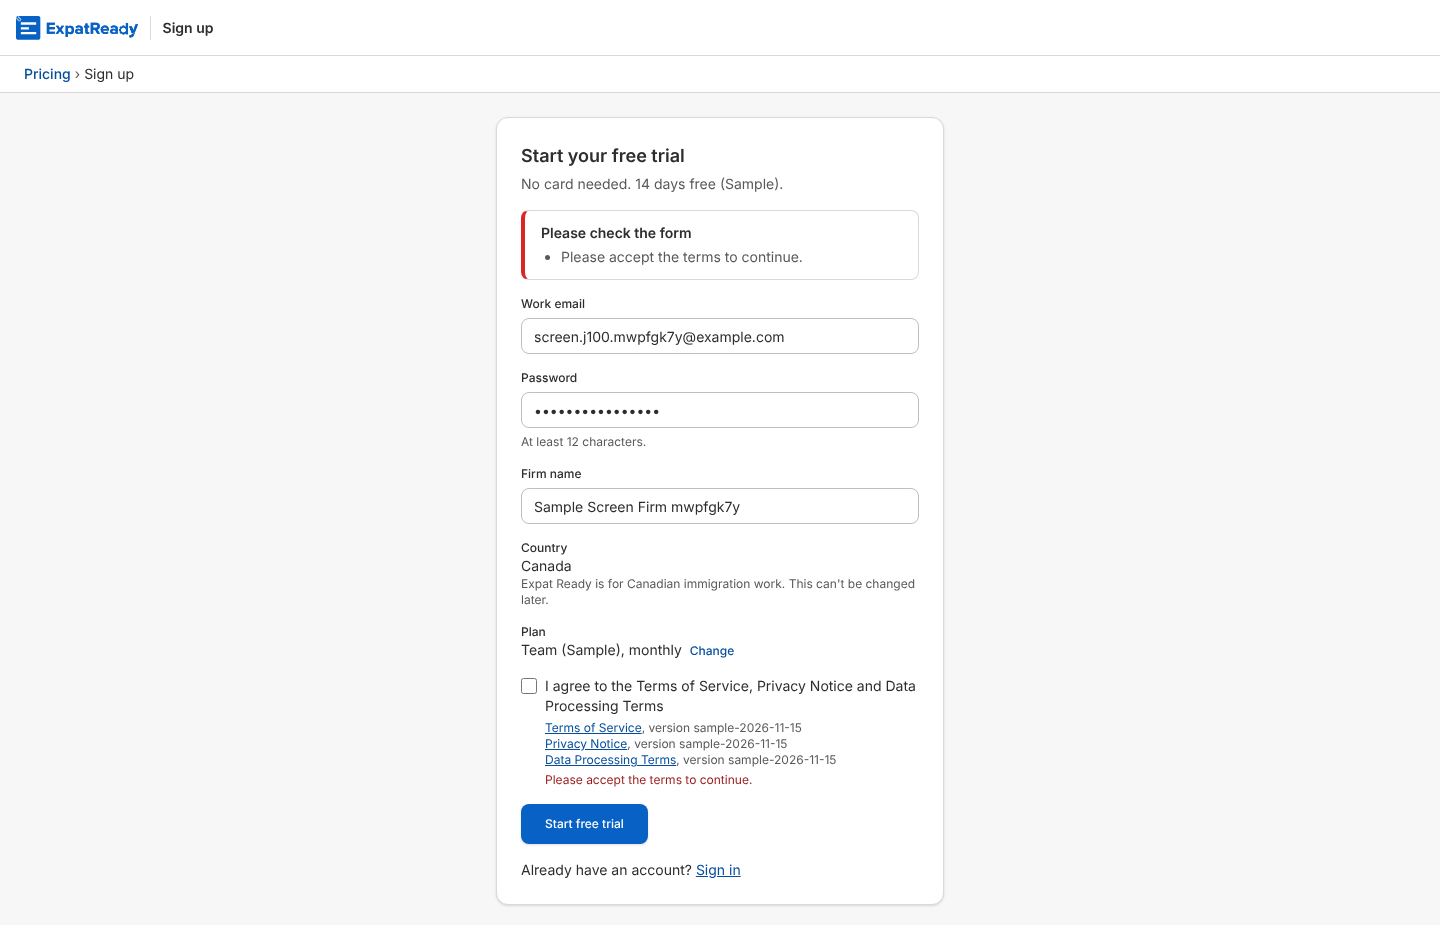 ExpatReady
Sign up
Pricing › Sign up
Start your free trial
No card needed. 14 days free (Sample).
Please check the form
• Please accept the terms to continue.
Work email
screen.j100.mwpfgk7y@example.com
Password
••••••••••••••••
At least 12 characters.
Firm name
Sample Screen Firm mwpfgk7y
Country
Canada
Expat Ready is for Canadian immigration work. This can't be changed
later.
Plan
Team (Sample), monthly Change
I agree to the Terms of Service, Privacy Notice and Data
Processing Terms
Terms of Service, version sample-2026-11-15
Privacy Notice, version sample-2026-11-15
Data Processing Terms, version sample-2026-11-15
Please accept the terms to continue.
Start free trial
Already have an account? Sign in